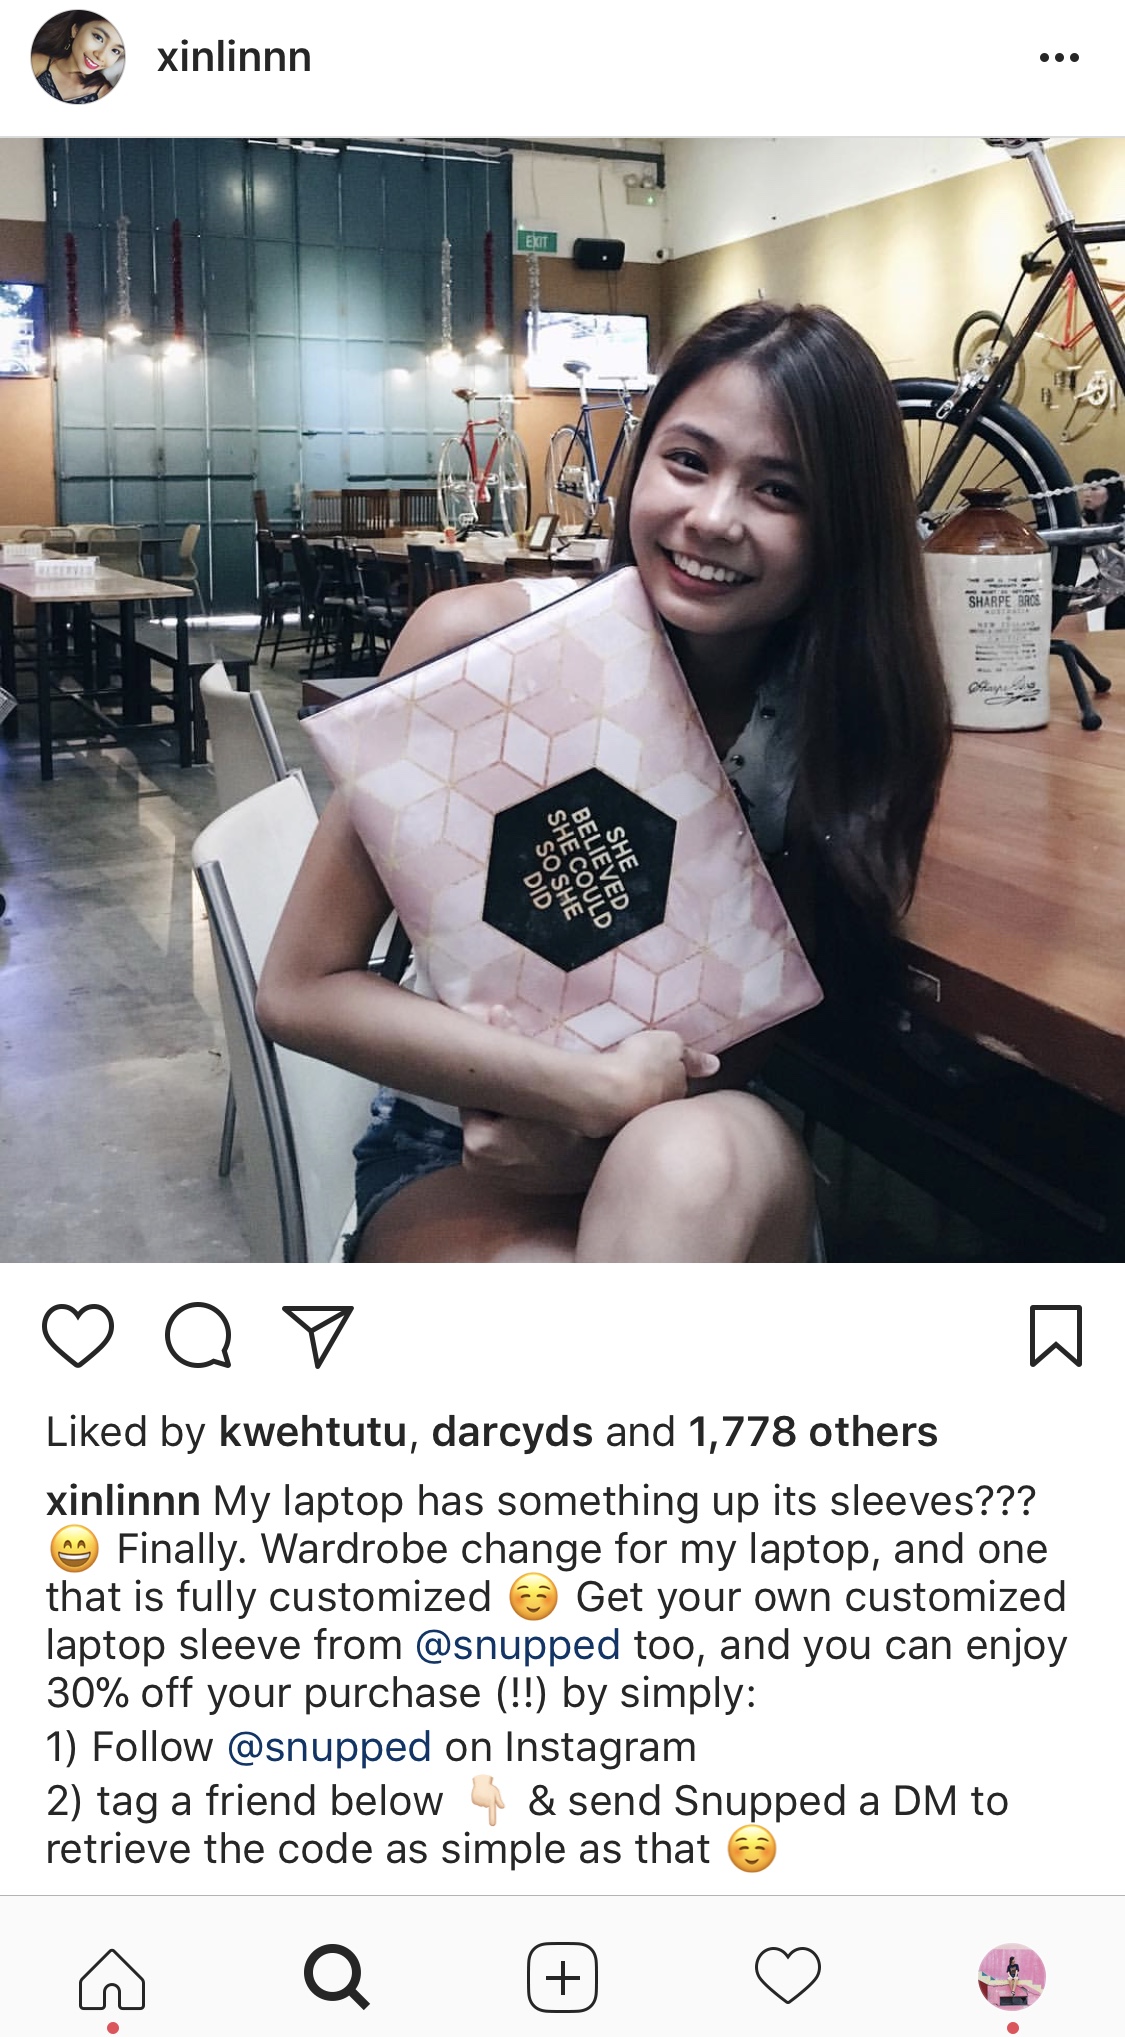 xinlinnn
EXIT
RESERVED
SHARPE BROS.
AUSTRALIA
NEW ZEALAND
SHE
BELIEVED
SHE COULD
SO SHE
DID
Liked by kwehtutu, darcyds and 1,778 others
xinlinnn My laptop has something up its sleeves???
😄 Finally. Wardrobe change for my laptop, and one
that is fully customized ☺️ Get your own customized
laptop sleeve from @snupped too, and you can enjoy
30% off your purchase (!!) by simply:
1) Follow @snupped on Instagram
2) tag a friend below 👇🏻 & send Snupped a DM to
retrieve the code as simple as that ☺️